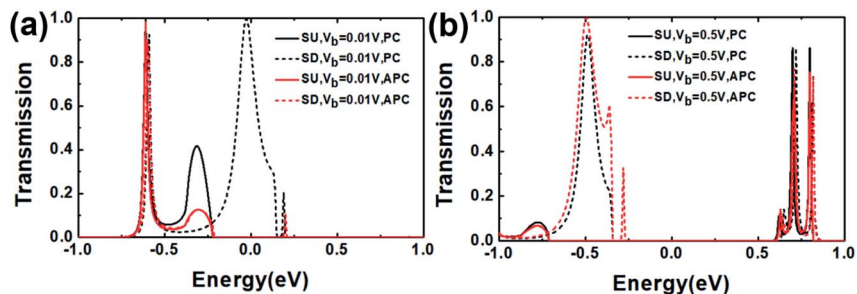 (a)
Transmission
1.0
0.8
0.6
0.4
0.2
0.0
SU,Vb=0.01V,PC
SD,Vb=0.01V,PC
SU,Vb=0.01V,APC
SD,Vb=0.01V,APC
-1.0 -0.5 0.0 0.5 1.0
Energy(eV)
(b)
Transmission
1.0
0.8
0.6
0.4
0.2
0.0
SU,Vb=0.5V,PC
SD,Vb=0.5V,PC
SU,Vb=0.5V,APC
SD,Vb=0.5V,APC
-1.0 -0.5 0.0 0.5 1.0
Energy(eV)